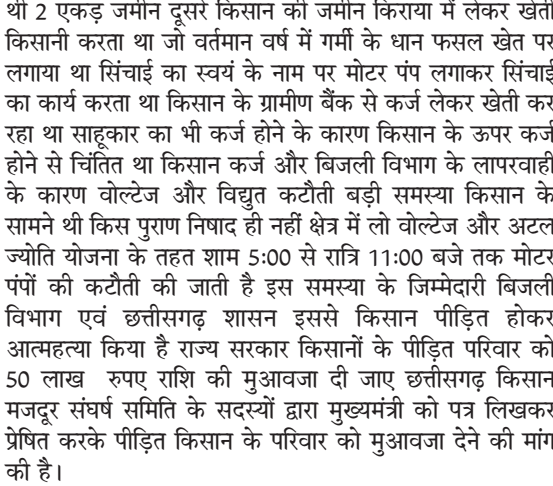 थी 2 एकड़ जमीन दूसरे किसान की जमीन किराया में लेकर खेती
किसानी करता था जो वर्तमान वर्ष में गर्मी के धान फसल खेत पर
लगाया था सिंचाई का स्वयं के नाम पर मोटर पंप लगाकर सिंचाई
का कार्य करता था किसान के ग्रामीण बैंक से कर्ज लेकर खेती कर
रहा था साहूकार का भी कर्ज होने के कारण किसान के ऊपर कर्ज
होने से चिंतित था किसान कर्ज और बिजली विभाग के लापरवाही
के कारण वोल्टेज और विद्युत कटौती बड़ी समस्या किसान के
सामने थी किस पुराण निषाद ही नहीं क्षेत्र में लो वोल्टेज और अटल
ज्योति योजना के तहत शाम 5:00 से रात्रि 11:00 बजे तक मोटर
पंपों की कटौती की जाती है इस समस्या के जिम्मेदारी बिजली
विभाग एवं छत्तीसगढ़ शासन इससे किसान पीड़ित होकर
आत्महत्या किया है राज्य सरकार किसानों के पीड़ित परिवार को
50 लाख रुपए राशि की मुआवजा दी जाए छत्तीसगढ़ किसान
मजदूर संघर्ष समिति के सदस्यों द्वारा मुख्यमंत्री को पत्र लिखकर
प्रेषित करके पीड़ित किसान के परिवार को मुआवजा देने की मांग
की है।